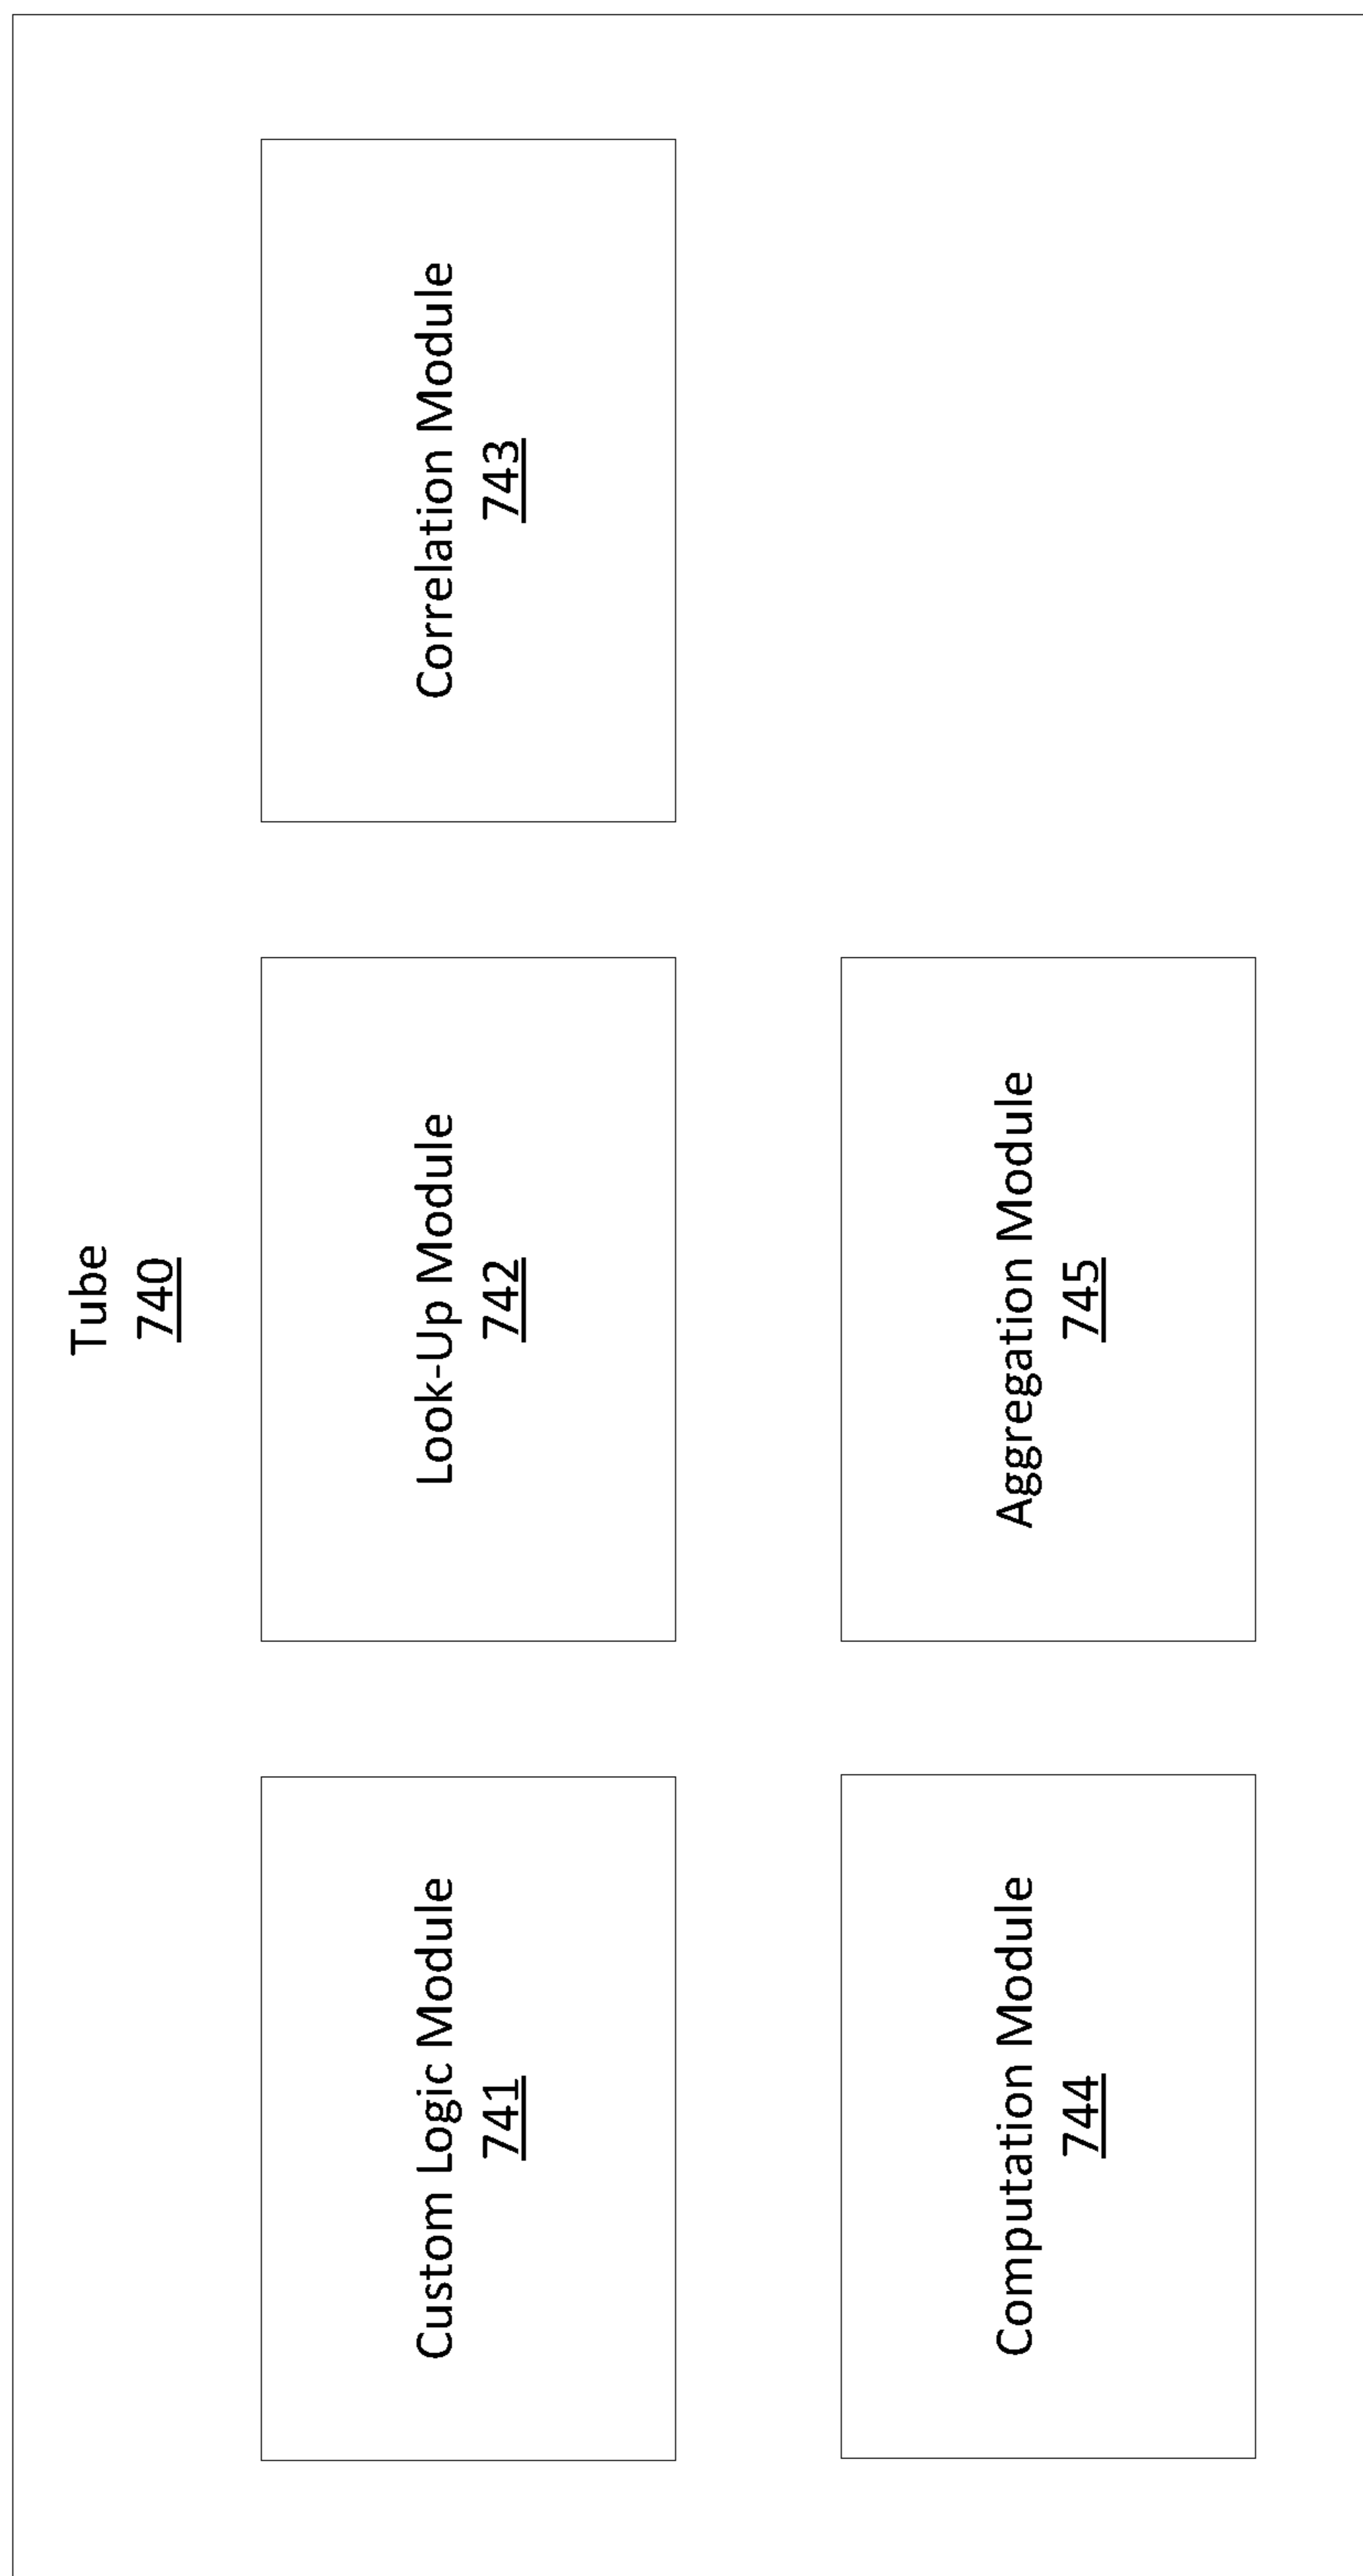 Tube
740
Custom Logic Module
741
Look-Up Module
742
Correlation Module
743
Computation Module
744
Aggregation Module
745